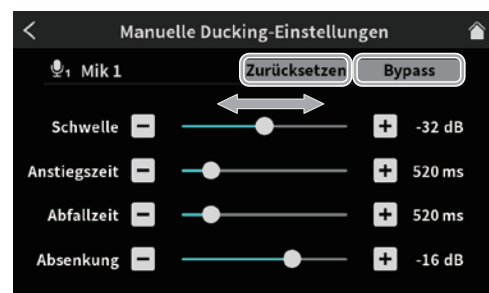 Manuelle Ducking-Einstellungen
1 Mik 1 Zurücksetzen Bypass
Schwelle -32 dB
Anstiegszeit 520 ms
Abfallzeit 520 ms
Absenkung -16 dB